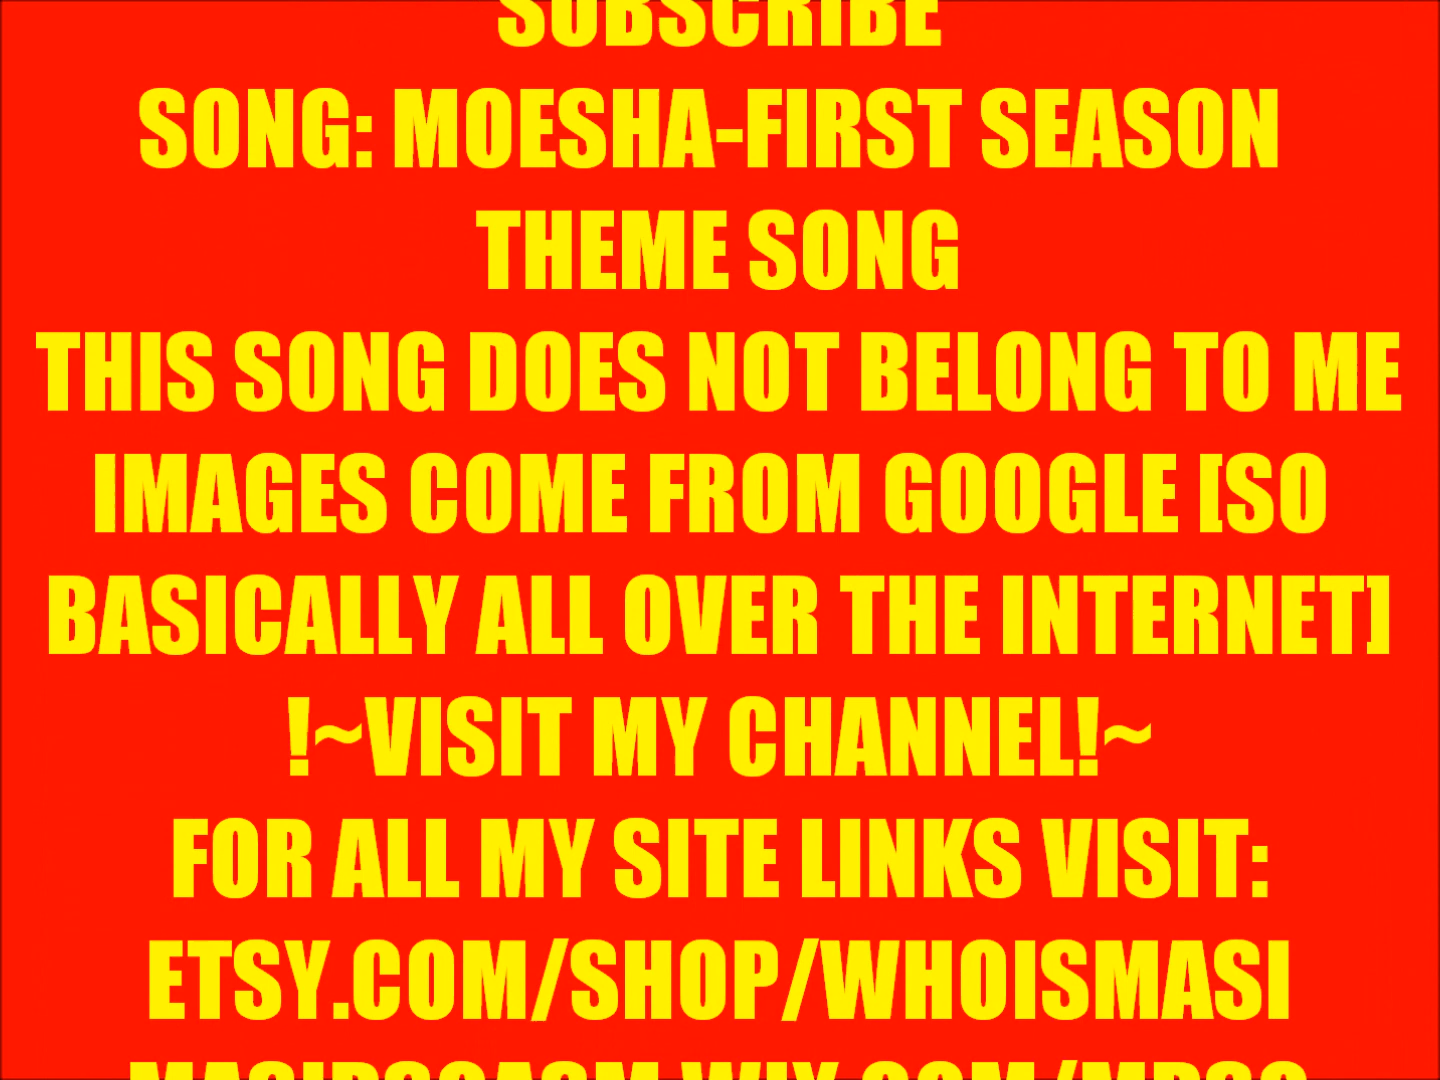 SUBSCRIBE
SONG: MOESHA-FIRST SEASON
THEME SONG
THIS SONG DOES NOT BELONG TO ME
IMAGES COME FROM GOOGLE [SO
BASICALLY ALL OVER THE INTERNET]
!~VISIT MY CHANNEL!~
FOR ALL MY SITE LINKS VISIT:
ETSY.COM/SHOP/WHOISMASI